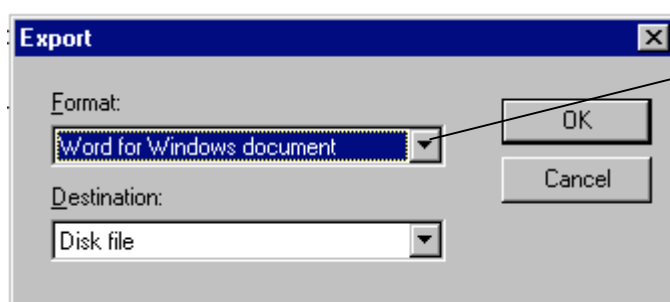 Export
Format:
Word for Windows document
OK
Cancel
Destination:
Disk file